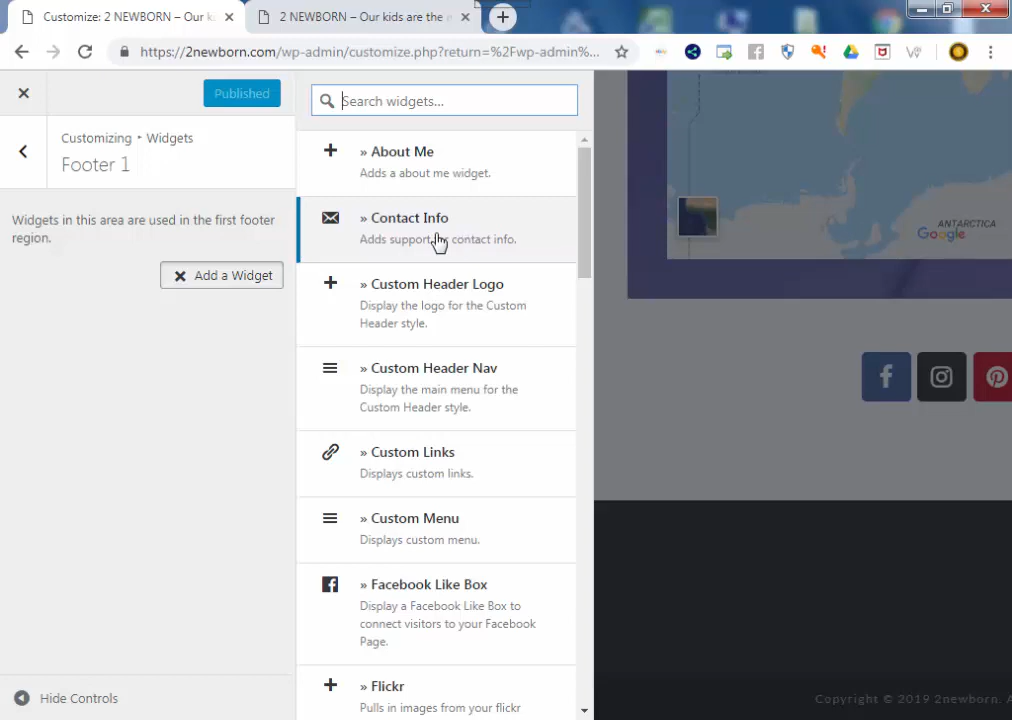 Customize: 2 NEWBORN – Our k
2 NEWBORN – Our kids are the
https://2newborn.com/wp-admin/customize.php?return=%2Fwp-admin%...
Published
Search widgets...
Customizing ‣ Widgets
Footer 1
Widgets in this area are used in the first footer
region.
Add a Widget
» About Me
Adds a about me widget.
» Contact Info
Adds support for contact info.
» Custom Header Logo
Display the logo for the Custom
Header style.
» Custom Header Nav
Display the main menu for the
Custom Header style.
» Custom Links
Displays custom links.
» Custom Menu
Displays custom menu.
» Facebook Like Box
Display a Facebook Like Box to
connect visitors to your Facebook
Page.
» Flickr
Pulls in images from your flickr
Hide Controls
ANTARCTICA
Google
Copyright © 2019 2newborn. A